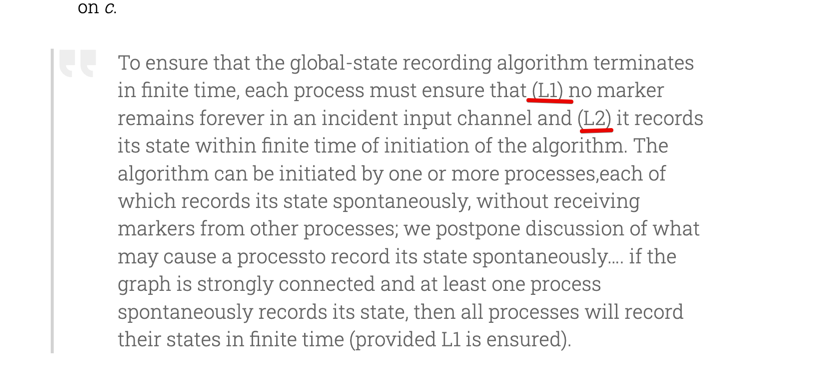 on c.
To ensure that the global-state recording algorithm terminates
in finite time, each process must ensure that (L1) no marker
remains forever in an incident input channel and (L2) it records
its state within finite time of initiation of the algorithm. The
algorithm can be initiated by one or more processes,each of
which records its state spontaneously, without receiving
markers from other processes; we postpone discussion of what
may cause a processto record its state spontaneously…. if the
graph is strongly connected and at least one process
spontaneously records its state, then all processes will record
their states in finite time (provided L1 is ensured).